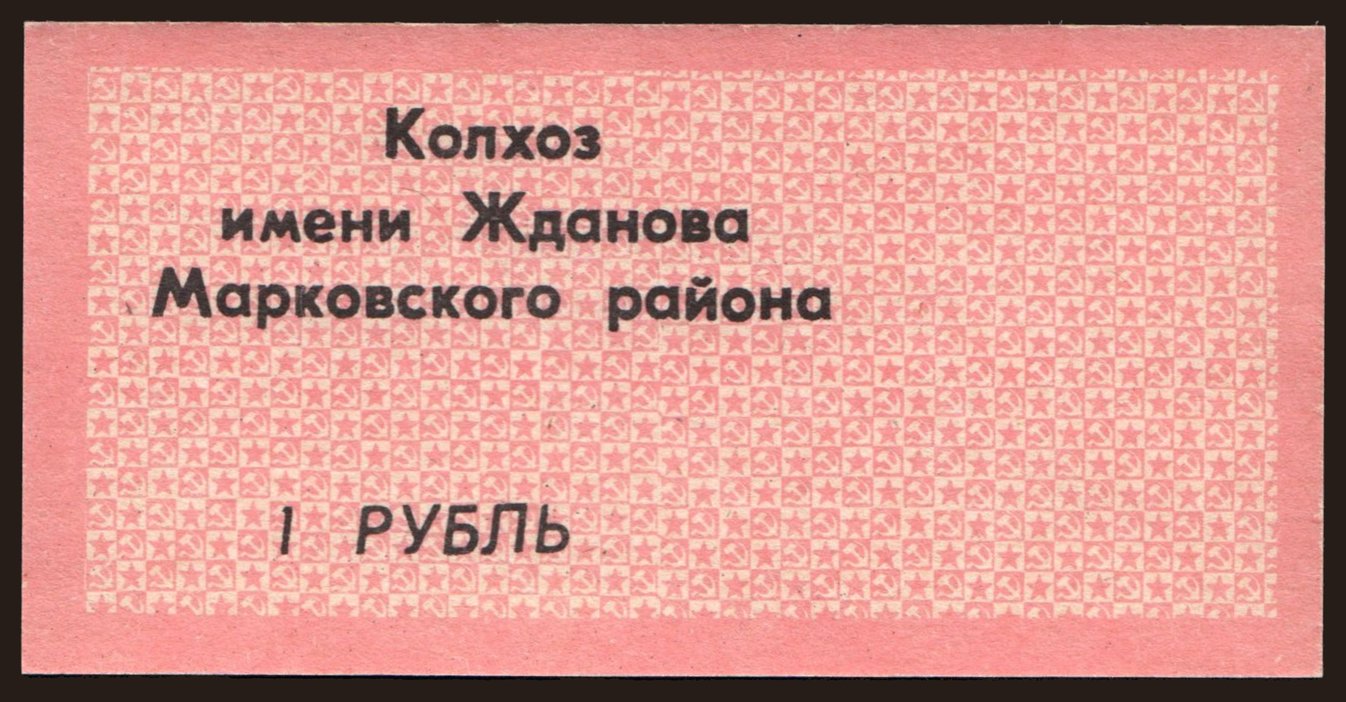 Колхоз
имени Жданова
Марковского района
1 РУБЛЬ